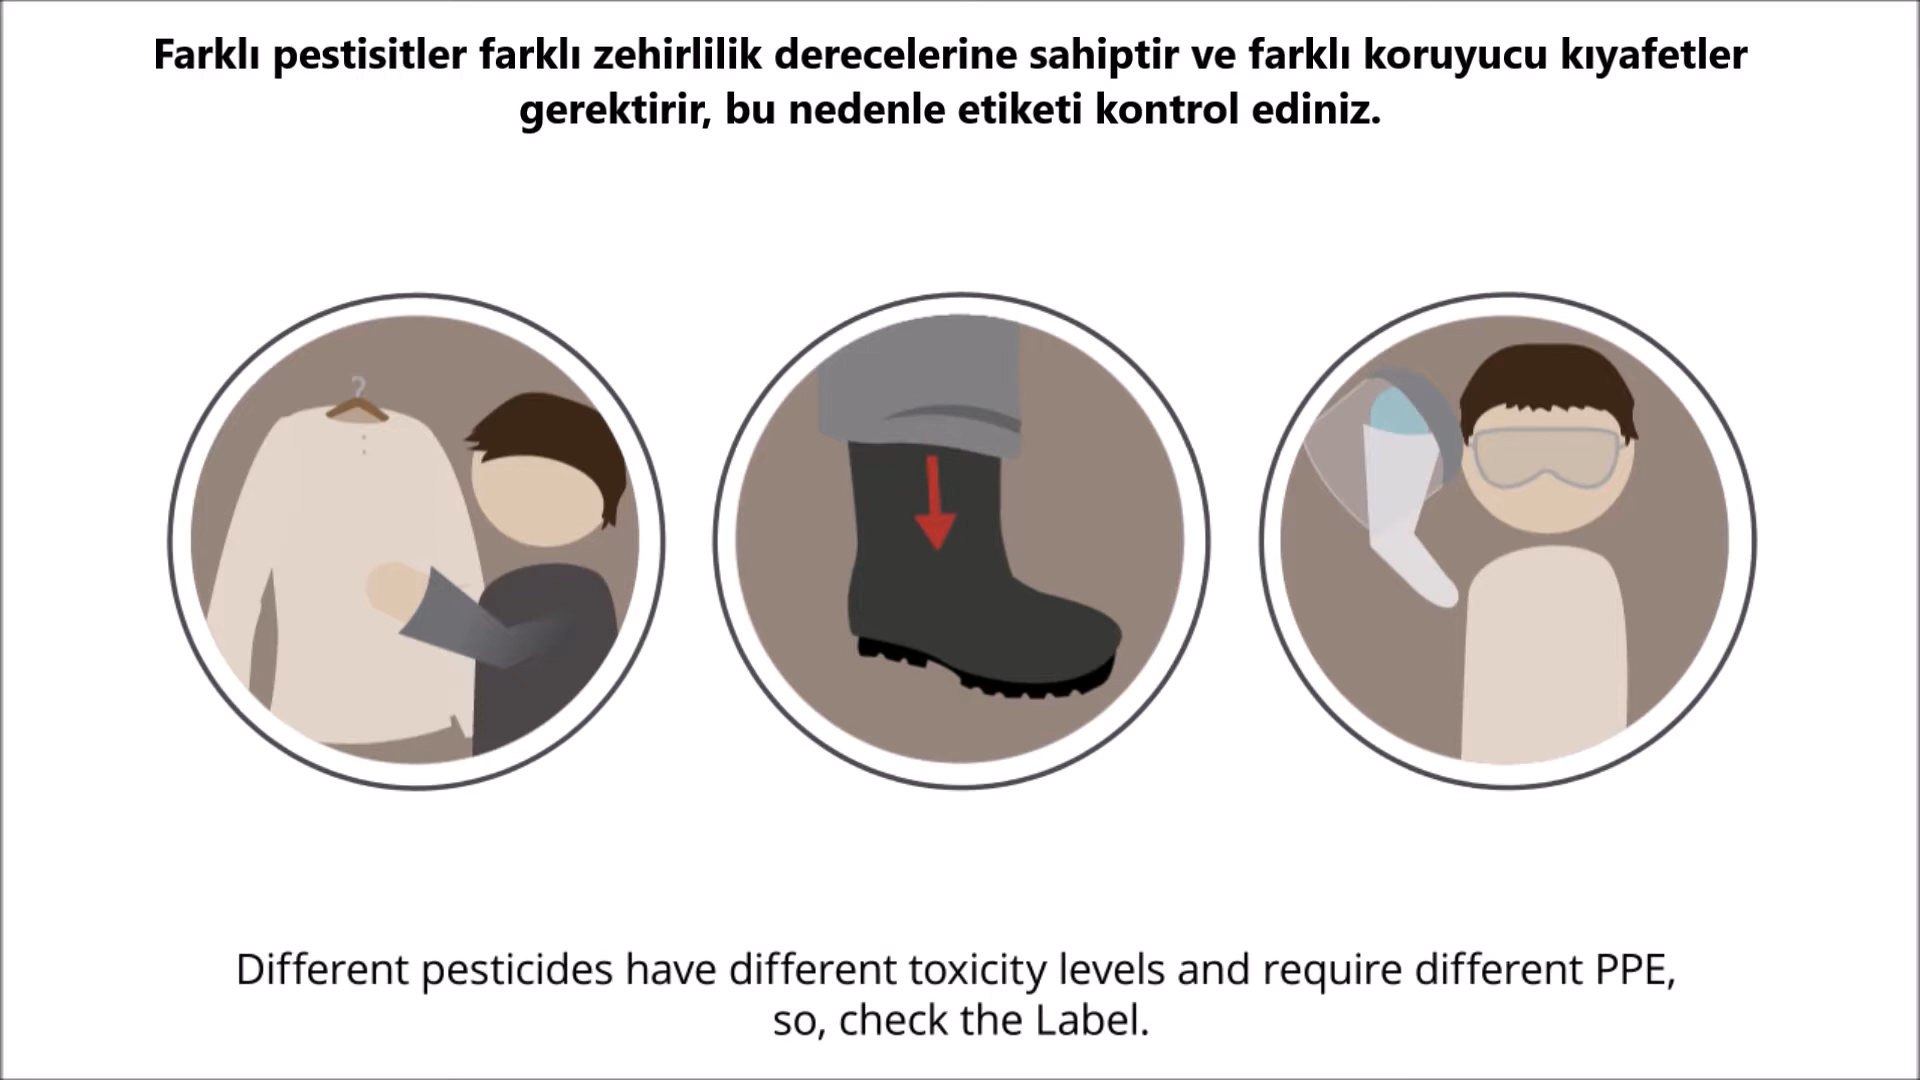 Farklı pestisitler farklı zehirlilik derecelerine sahiptir ve farklı koruyucu kıyafetler
gerektirir, bu nedenle etiketi kontrol ediniz.
Different pesticides have different toxicity levels and require different PPE,
so, check the Label.